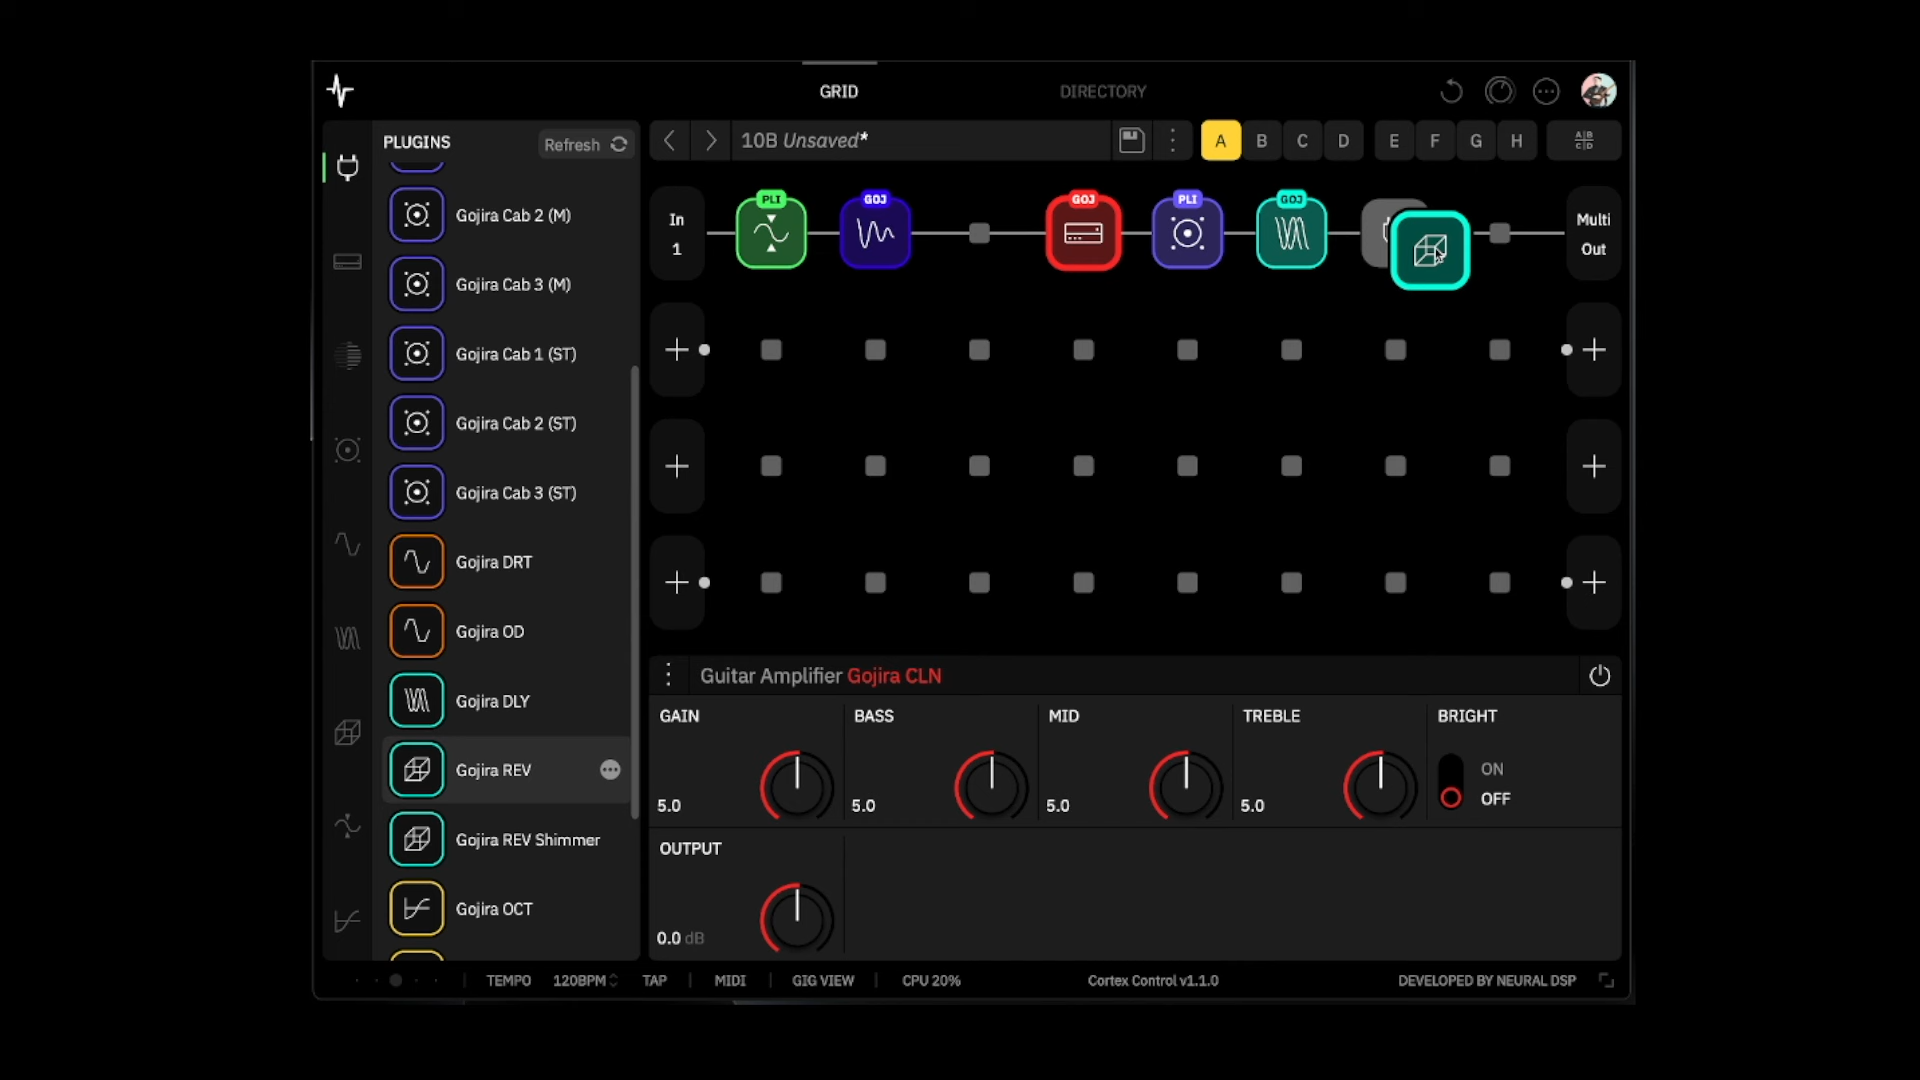 GRID
DIRECTORY
PLUGINS
Refresh
10B Unsaved*
A
B
C
D
E
F
G
H
A B
C D
Gojira Cab 2 (M)
Gojira Cab 3 (M)
Gojira Cab 1 (ST)
Gojira Cab 2 (ST)
Gojira Cab 3 (ST)
Gojira DRT
Gojira OD
Gojira DLY
Gojira REV
Gojira REV Shimmer
Gojira OCT
In
1
PLI
GOJ
GOJ
PLI
GOJ
Multi
Out
Guitar Amplifier Gojira CLN
GAIN
5.0
BASS
5.0
MID
5.0
TREBLE
5.0
BRIGHT
ON
OFF
OUTPUT
0.0 dB
TEMPO 120BPM TAP MIDI GIG VIEW CPU 20% Cortex Control v1.1.0 DEVELOPED BY NEURAL DSP